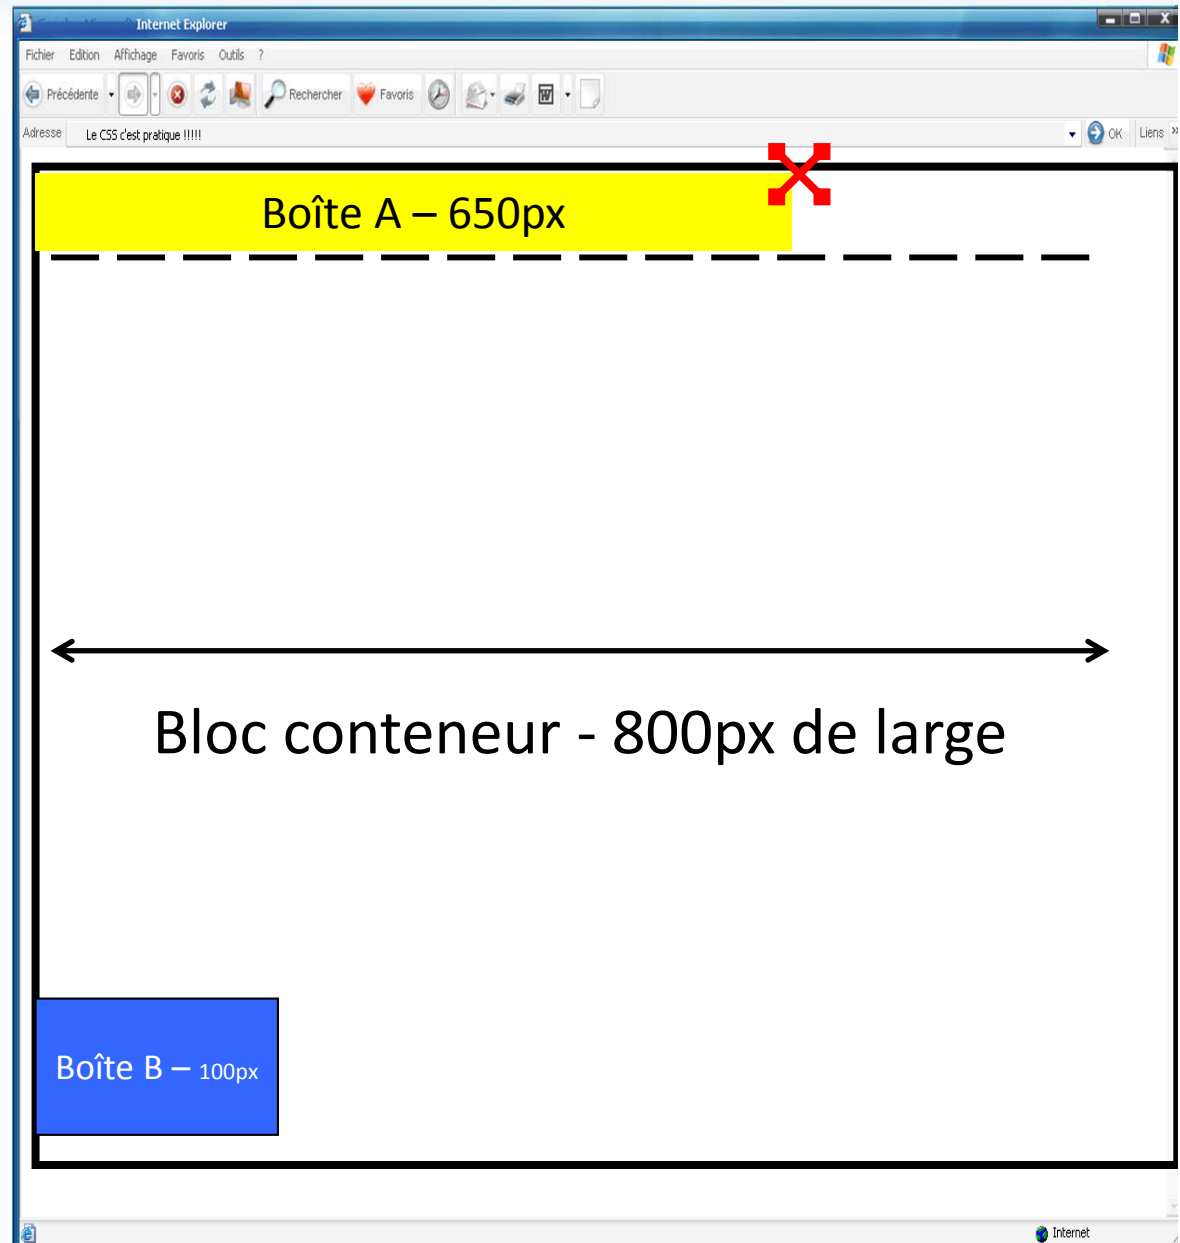 Internet Explorer
Fichier Edition Affichage Favoris Outils ?
Précédente Rechercher Favoris
Adresse Le CSS c'est pratique !!!!! OK Liens »
Boîte A – 650px
Bloc conteneur - 800px de large
Boîte B – 100px
Internet